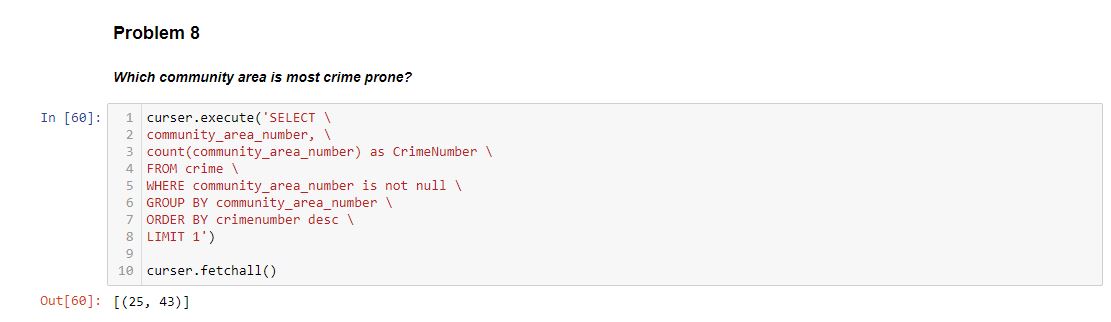 Problem 8
Which community area is most crime prone?
In [60]: 1 curser.execute('SELECT \
2 community_area_number, \
3 count(community_area_number) as CrimeNumber \
4 FROM crime \
5 WHERE community_area_number is not null \
6 GROUP BY community_area_number \
7 ORDER BY crimenumber desc \
8 LIMIT 1')
9
10 curser.fetchall()
Out[60]: [(25, 43)]